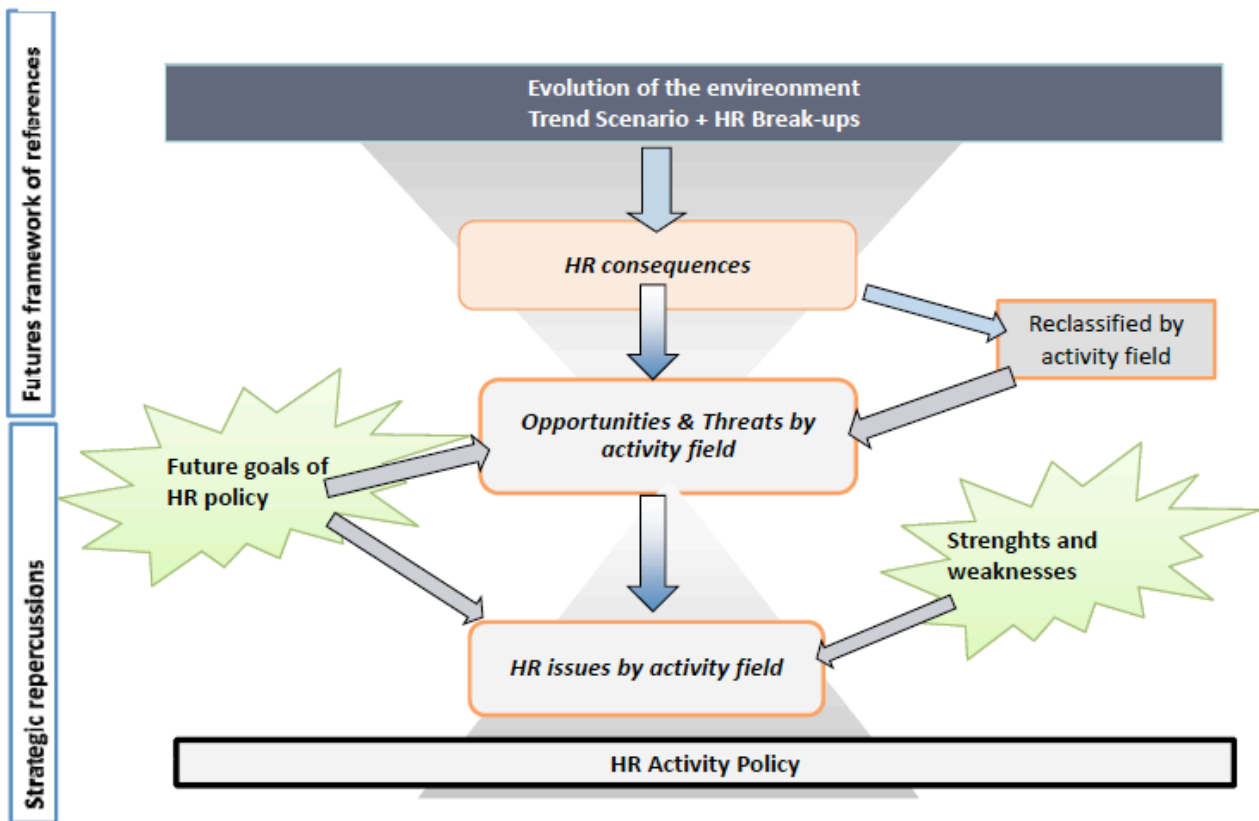 Futures framework of references
Evolution of the envireonment
Trend Scenario + HR Break-ups
HR consequences
Reclassified by
activity field
Opportunities & Threats by
activity field
Strategic repercussions
Future goals of
HR policy
Strenghts and
weaknesses
HR issues by activity field
HR Activity Policy